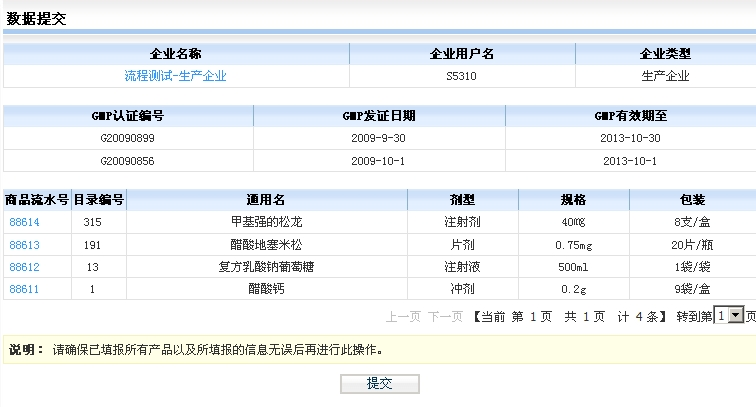 数据提交
企业名称 企业用户名 企业类型
流程测试-生产企业 S5310 生产企业
GMP认证编号 GMP发证日期 GMP有效期至
G20090899 2009-9-30 2013-10-30
G20090856 2009-10-1 2013-10-1
商品流水号 目录编号 通用名 剂型 规格 包装
88614 315 甲基强的松龙 注射剂 40mg 8支/盒
88613 191 醋酸地塞米松 片剂 0.75mg 20片/瓶
88612 13 复方乳酸钠葡萄糖 注射液 500ml 1袋/袋
88611 1 醋酸钙 冲剂 0.2g 9袋/盒
上一页 下一页 【当前 第 1 页 共 1 页 计 4 条】 转到第 1 页
说明： 请确保已填报所有产品以及所填报的信息无误后再进行此操作。
提交